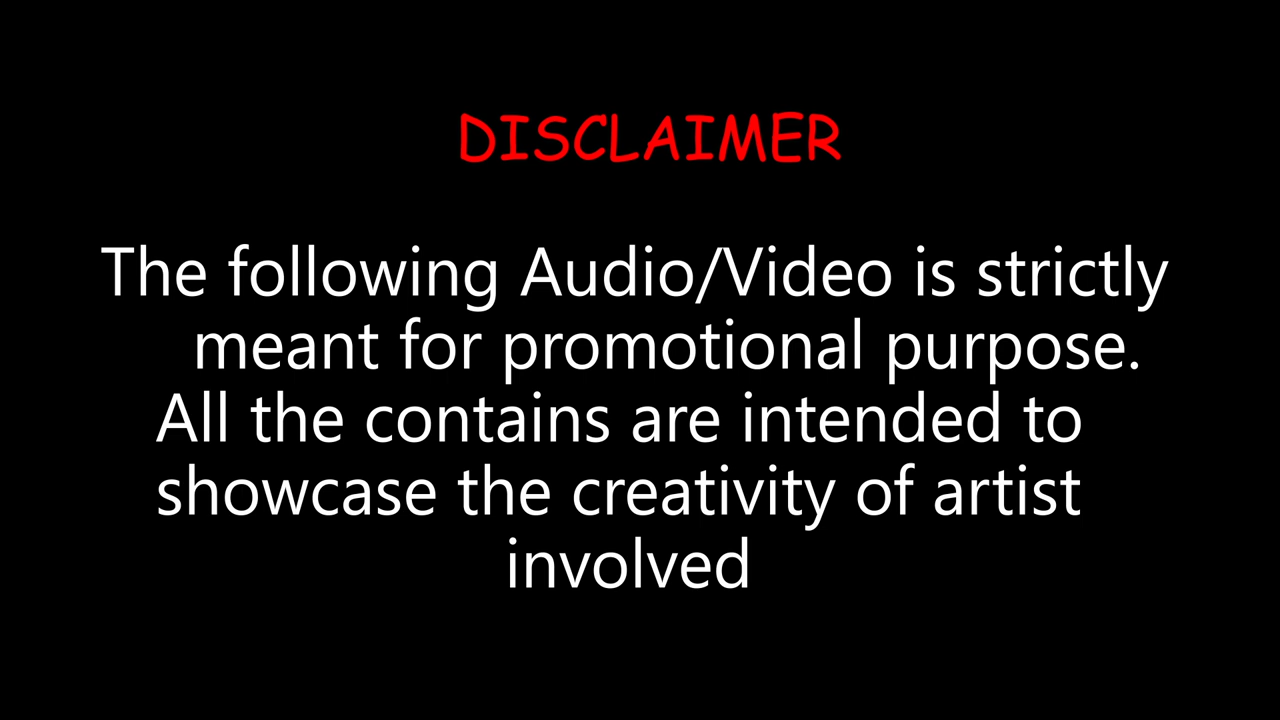 DISCLAIMER
The following Audio/Video is strictly
meant for promotional purpose.
All the contains are intended to
showcase the creativity of artist
involved